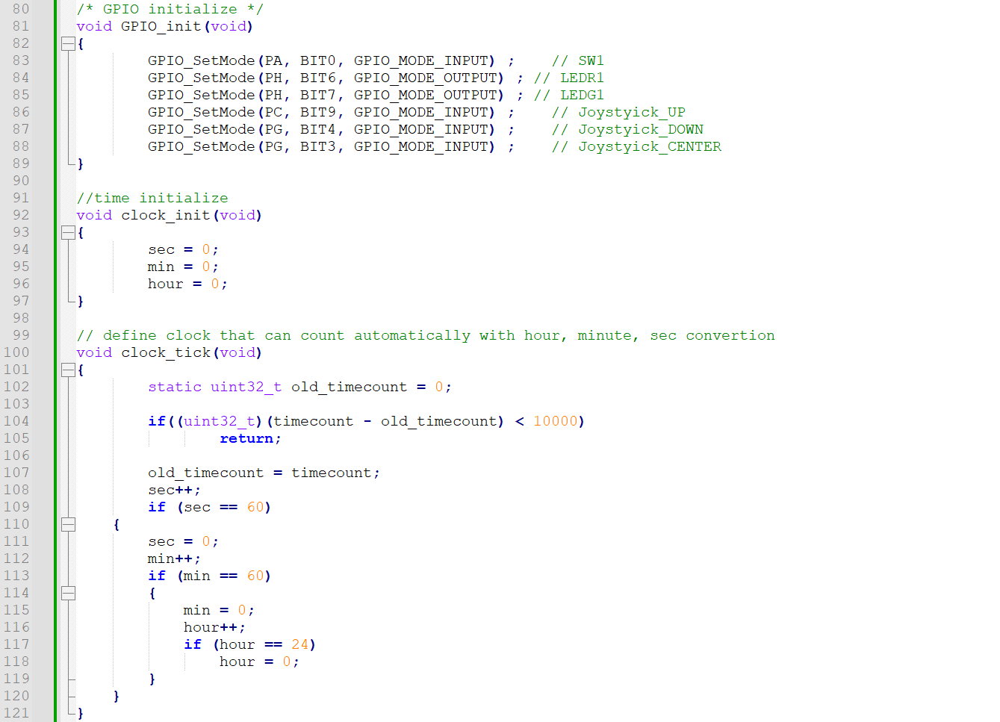 80 /* GPIO initialize */
81 void GPIO_init(void)
82 {
83 GPIO_SetMode(PA, BIT0, GPIO_MODE_INPUT) ; // SW1
84 GPIO_SetMode(PH, BIT6, GPIO_MODE_OUTPUT) ; // LEDR1
85 GPIO_SetMode(PH, BIT7, GPIO_MODE_OUTPUT) ; // LEDG1
86 GPIO_SetMode(PC, BIT9, GPIO_MODE_INPUT) ; // Joystyick_UP
87 GPIO_SetMode(PG, BIT4, GPIO_MODE_INPUT) ; // Joystyick_DOWN
88 GPIO_SetMode(PG, BIT3, GPIO_MODE_INPUT) ; // Joystyick_CENTER
89 }
90
91 //time initialize
92 void clock_init(void)
93 {
94 sec = 0;
95 min = 0;
96 hour = 0;
97 }
98
99 // define clock that can count automatically with hour, minute, sec convertion
100 void clock_tick(void)
101 {
102 static uint32_t old_timecount = 0;
103
104 if((uint32_t)(timecount - old_timecount) < 10000)
105 return;
106
107 old_timecount = timecount;
108 sec++;
109 if (sec == 60)
110 {
111 sec = 0;
112 min++;
113 if (min == 60)
114 {
115 min = 0;
116 hour++;
117 if (hour == 24)
118 hour = 0;
119 }
120 }
121 }